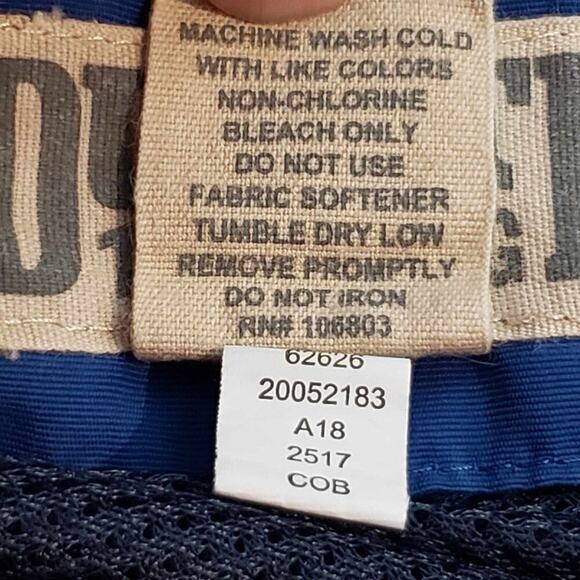 MACHINE WASH COLD
WITH LIKE COLORS
NON-CHLORINE
BLEACH ONLY
DO NOT USE
FABRIC SOFTENER
TUMBLE DRY LOW
REMOVE PROMPTLY
DO NOT IRON
RN# 106803
62626
20052183
A18
2517
COB